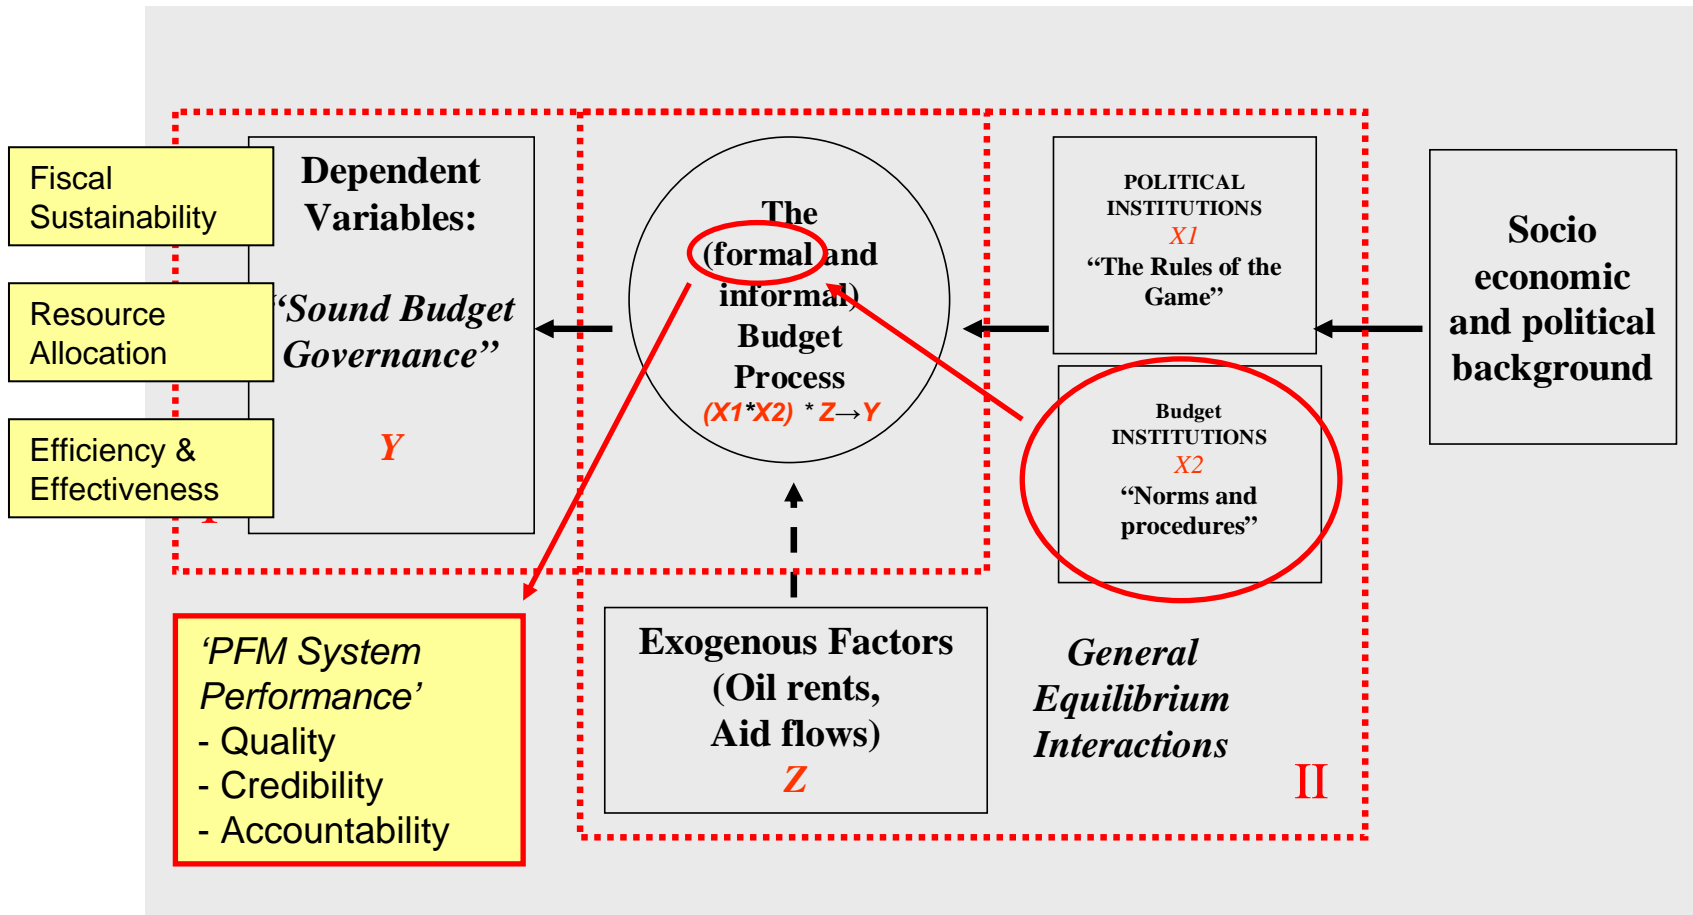 Fiscal
Sustainability
Resource
Allocation
Efficiency &
Effectiveness
Dependent
Variables:
“Sound Budget
Governance”
Y
I
The
(formal and
informal)
Budget
Process
(X1*X2) * Z→Y
POLITICAL
INSTITUTIONS
X1
“The Rules of the
Game”
Budget
INSTITUTIONS
X2
“Norms and
procedures”
Socio
economic
and political
background
‘PFM System
Performance’
- Quality
- Credibility
- Accountability
Exogenous Factors
(Oil rents,
Aid flows)
Z
General
Equilibrium
Interactions
II